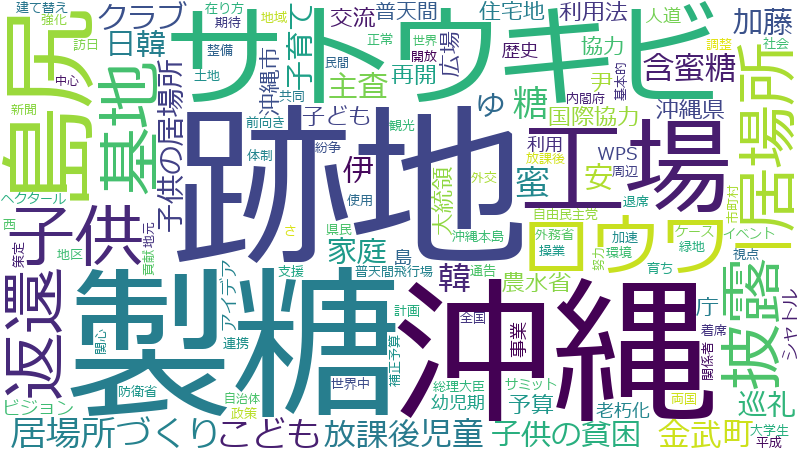 建て替え
強化
訪日
中心
新聞
島尻
基地
日韓
クラブ
在り方
期待
地域
整備
土地
共同
沖縄市
子育て
交流
普天間
正常
世界
民間
開放
広場
再開
主査
住宅地
利用法
歴史
協力
人道
尹
基本的
内閣府
サトウキビ
含蜜糖
加藤
調整
社会
居場所
沖縄県
糖
ゆ
国際協力
利用
放課後
WPS
周辺
子どもの
観光
紛争
前向き
体制
子供の居場所
跡地
工場
伊
蜜
安
退席
市町村
大統領
自由民主党
ヘクタール
西
子供
策定
地区
貢献
地元
県民
使用
外交
沖縄本島
さ
家庭
島
支援
普天間飛行場
通告
農水省
韓
外務省
操業
加速
環境
努力
ロウワ
ケース
緑地
イベント
視点
育ち
返還
関心
アイデア
連携
製糖
計画
補正予算
全国
事業
沖縄
庁
着席
関係者
披露
シャトル
ビジョン
防衛省
自治体
政策
世界中
総理大臣
幼児期
サミット
予算
老朽化
両国
巡礼
大学生
平成
居場所づくり
こども
放課後児童
子供の貧困
金武町